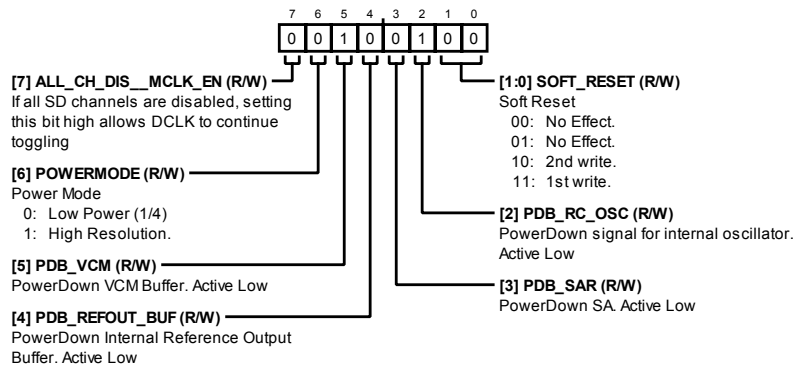 7 6 5 4 3 2 1 0
0 0 1 0 0 1 0 0
[7] ALL_CH_DIS__MCLK_EN (R/W)
If all SD channels are disabled, setting
this bit high allows DCLK to continue
toggling
[6] POWERMODE (R/W)
Power Mode
0: Low Power (1/4)
1: High Resolution.
[5] PDB_VCM (R/W)
PowerDown VCM Buffer. Active Low
[4] PDB_REFOUT_BUF (R/W)
PowerDown Internal Reference Output
Buffer. Active Low
[1:0] SOFT_RESET (R/W)
Soft Reset
00: No Effect.
01: No Effect.
10: 2nd write.
11: 1st write.
[2] PDB_RC_OSC (R/W)
PowerDown signal for internal oscillator.
Active Low
[3] PDB_SAR (R/W)
PowerDown SA. Active Low